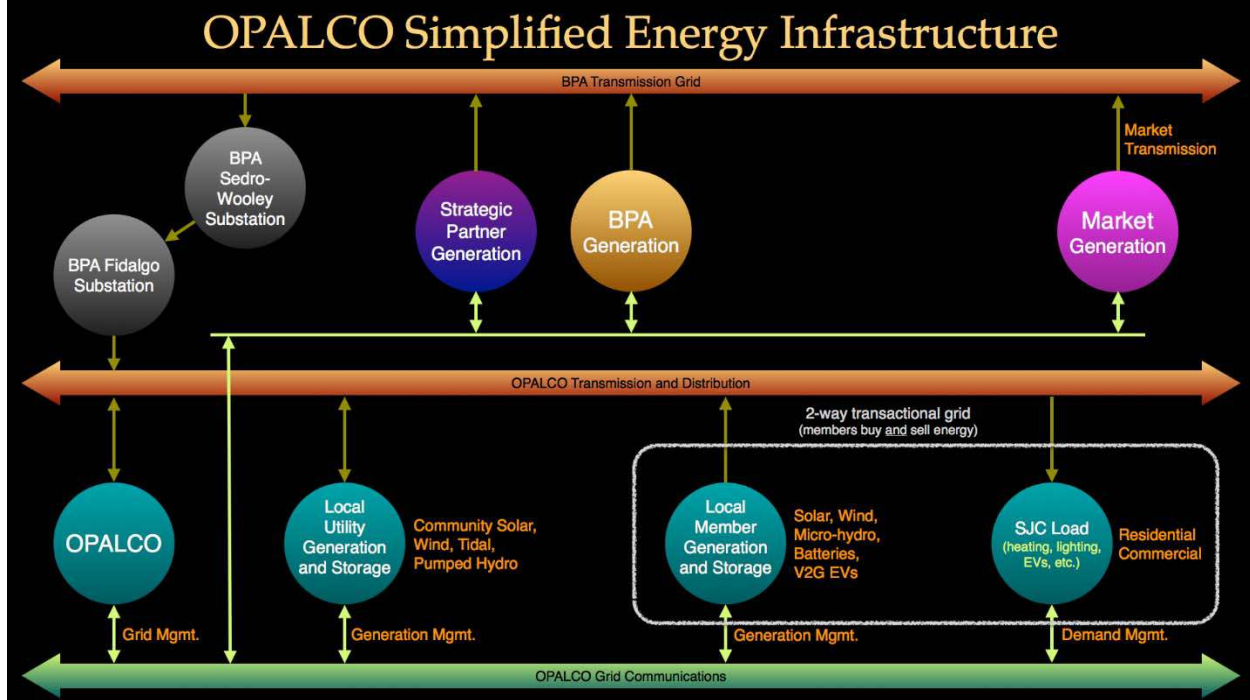 OPALCO Simplified Energy Infrastructure
BPA Transmission Grid
Market
Transmission
BPA
Sedro-
Wooley
Substation
Strategic
Partner
Generation
BPA
Generation
Market
Generation
BPA Fidalgo
Substation
OPALCO Transmission and Distribution
2-way transactional grid
(members buy and sell energy)
OPALCO
Local
Utility
Generation
and Storage
Community Solar,
Wind, Tidal,
Pumped Hydro
Local
Member
Generation
and Storage
Solar, Wind,
Micro-hydro,
Batteries,
V2G EVs
SJC Load
(heating, lighting,
EVs, etc.)
Residential
Commercial
Grid Mgmt.
Generation Mgmt.
Generation Mgmt.
Demand Mgmt.
OPALCO Grid Communications